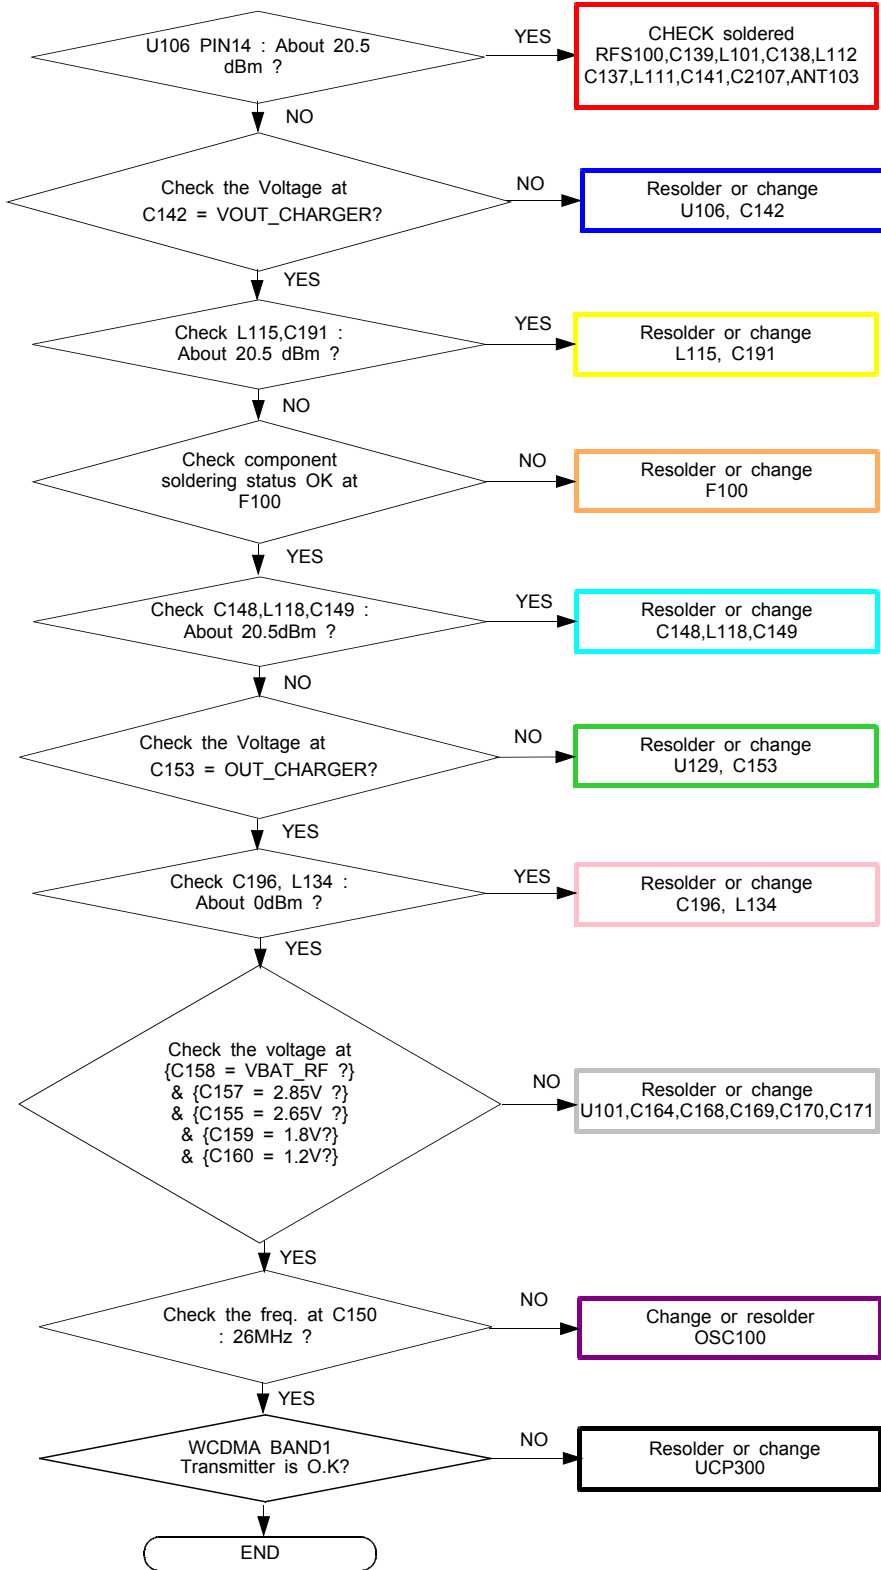 U106 PIN14 : About 20.5
dBm ?
YES
CHECK soldered
RFS100,C139,L101,C138,L112
C137,L111,C141,C2107,ANT103
NO
Check the Voltage at
C142 = VOUT_CHARGER?
NO
Resolder or change
U106, C142
YES
Check L115,C191 :
About 20.5 dBm ?
YES
Resolder or change
L115, C191
NO
Check component
soldering status OK at
F100
NO
Resolder or change
F100
YES
Check C148,L118,C149 :
About 20.5dBm ?
YES
Resolder or change
C148,L118,C149
NO
Check the Voltage at
C153 = OUT_CHARGER?
NO
Resolder or change
U129, C153
YES
Check C196, L134 :
About 0dBm ?
YES
Resolder or change
C196, L134
YES
Check the voltage at
{C158 = VBAT_RF ?}
& {C157 = 2.85V ?}
& {C155 = 2.65V ?}
& {C159 = 1.8V?}
& {C160 = 1.2V?}
NO
Resolder or change
U101,C164,C168,C169,C170,C171
YES
Check the freq. at C150
: 26MHz ?
NO
Change or resolder
OSC100
YES
WCDMA BAND1
Transmitter is O.K?
NO
Resolder or change
UCP300
END